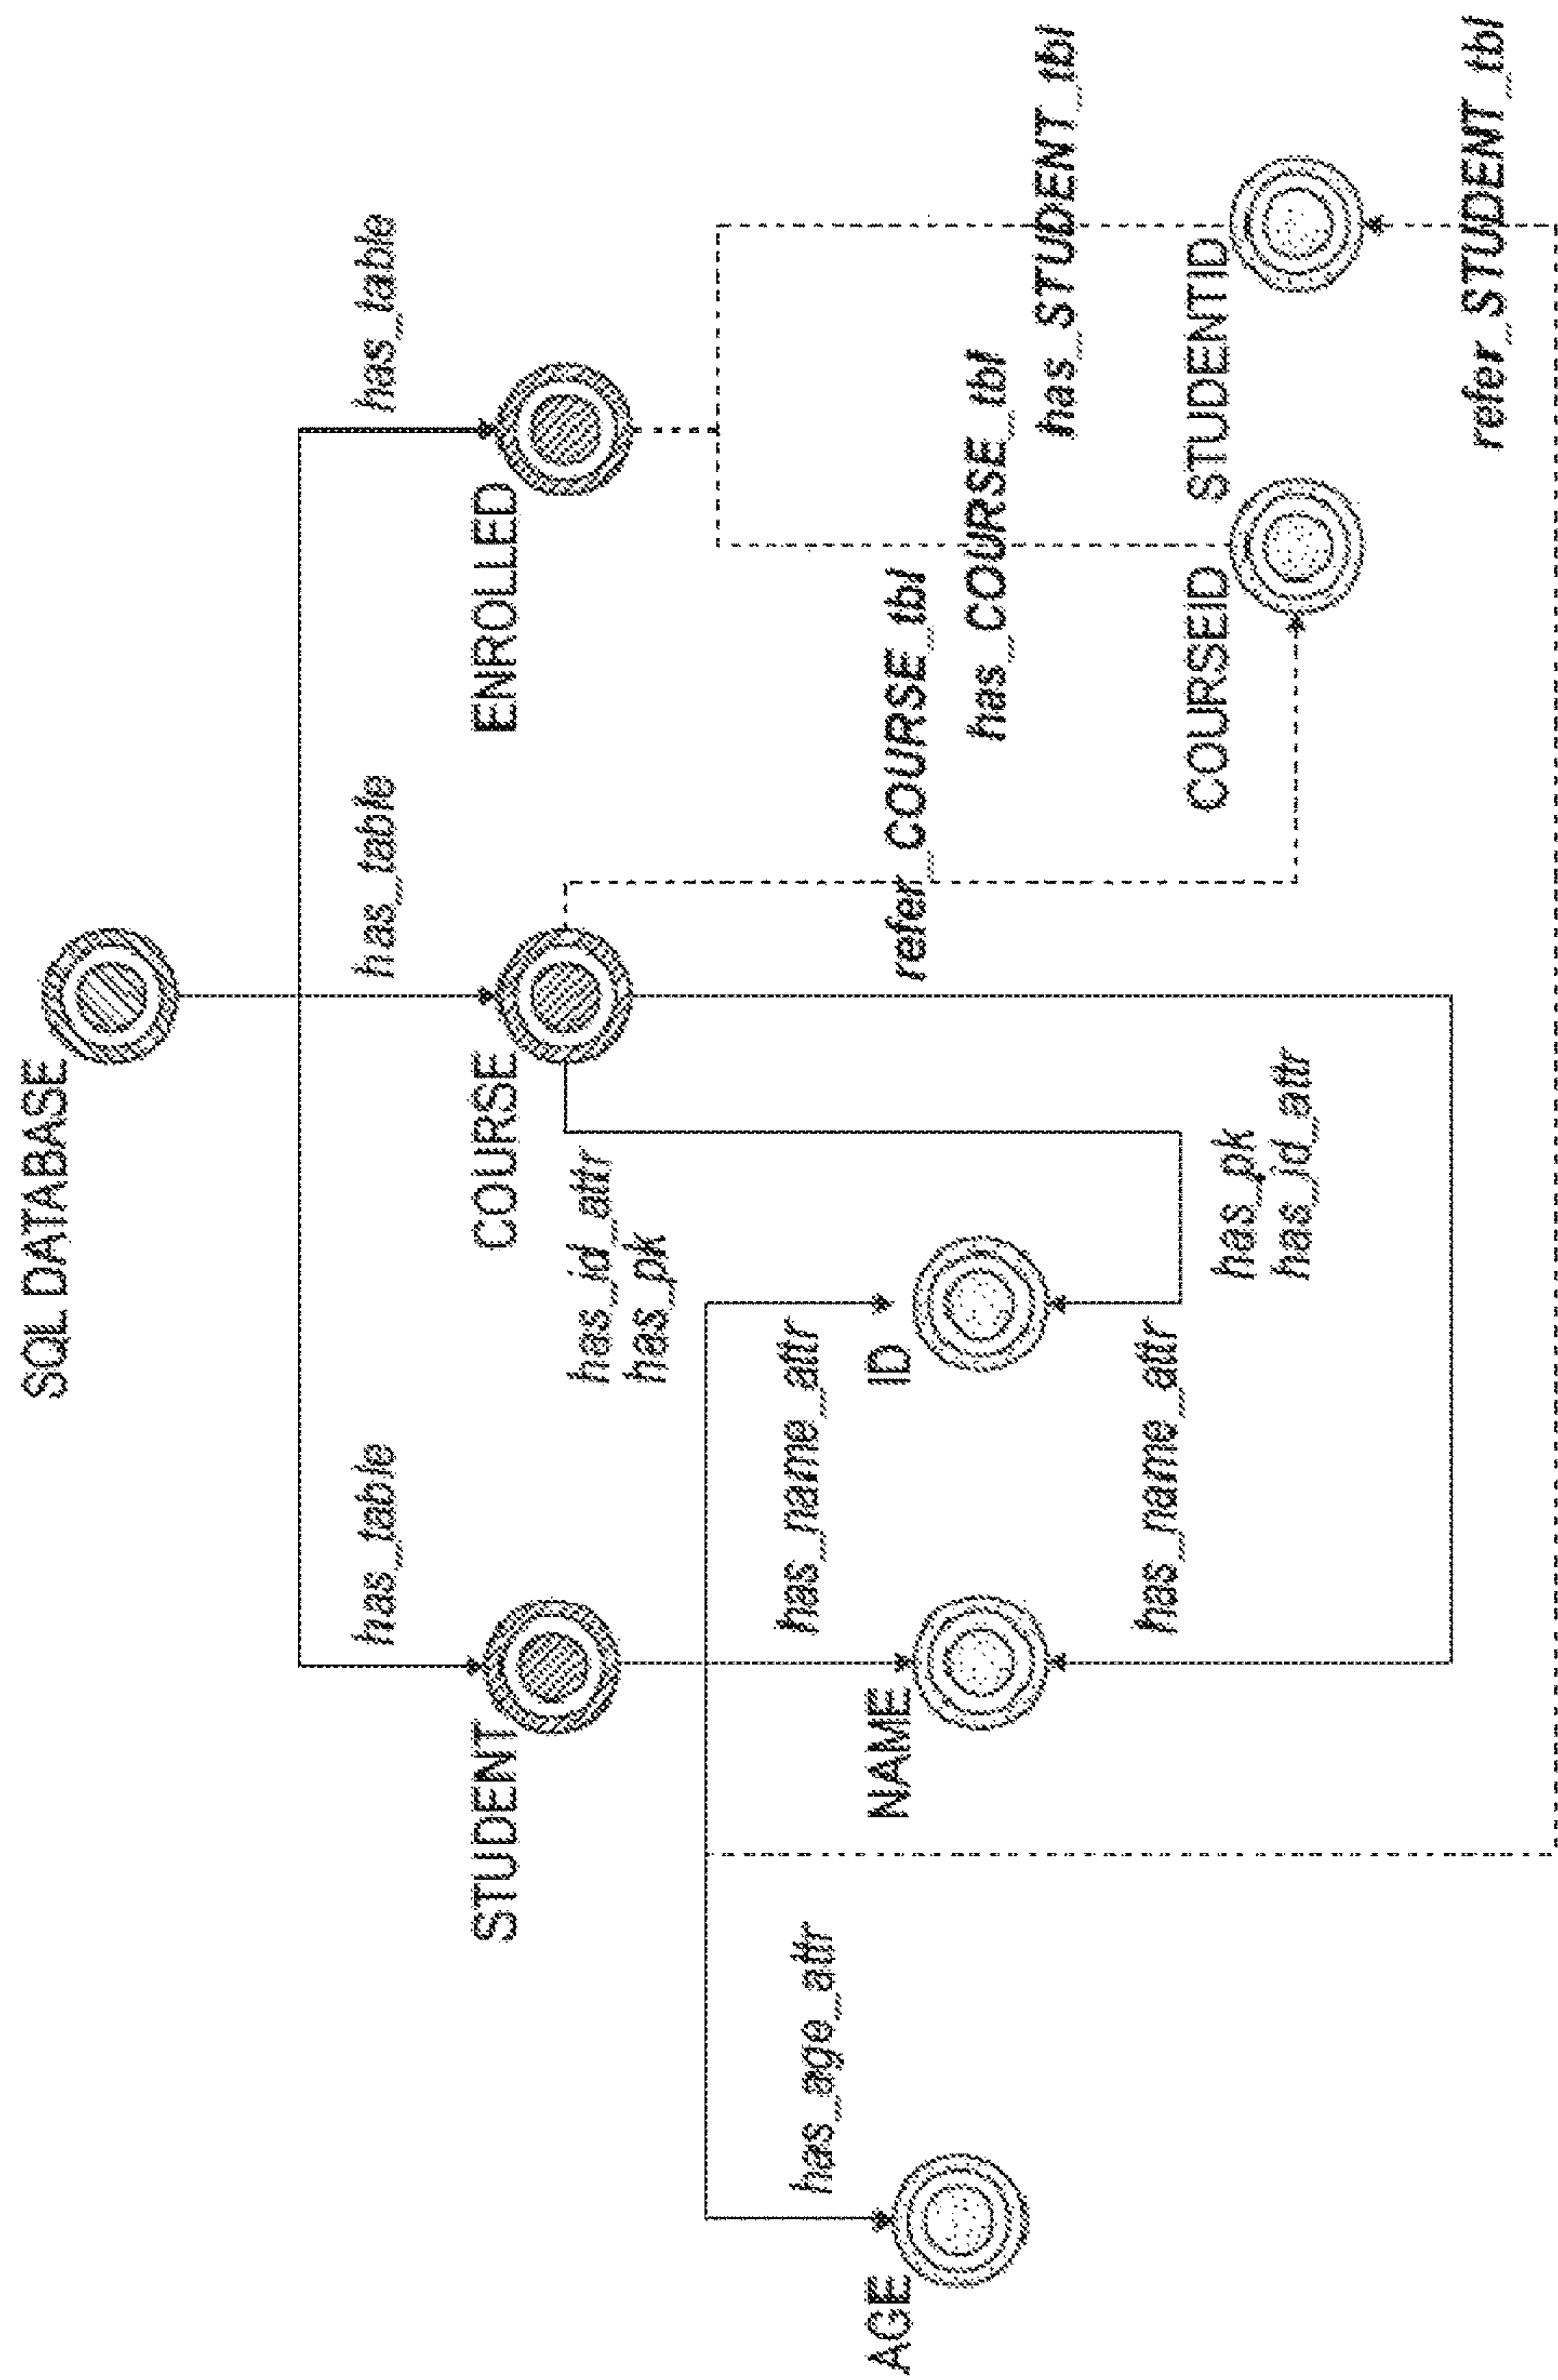 SQL DATABASE
has_table
has_table
has_table
STUDENT
COURSE
ENROLLED
has_id_attr
has_pk
has_age_attr
has_name_attr
refer_COURSE_tbl
has_COURSE_tbl
has_STUDENT_tbl
AGE
NAME
ID
has_name_attr
has_pk
has_id_attr
COURSEID
STUDENTID
refer_STUDENT_tbl